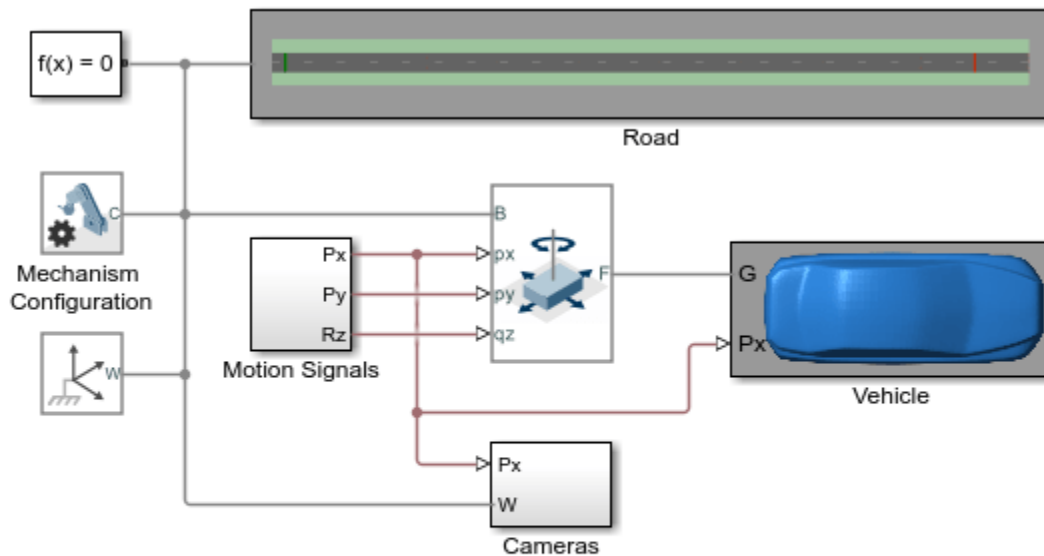 f(x) = 0
Road
C
Mechanism
Configuration
W
Px
Py
Rz
Motion Signals
B
px
py
qz
F
G
Px
Vehicle
Px
W
Cameras